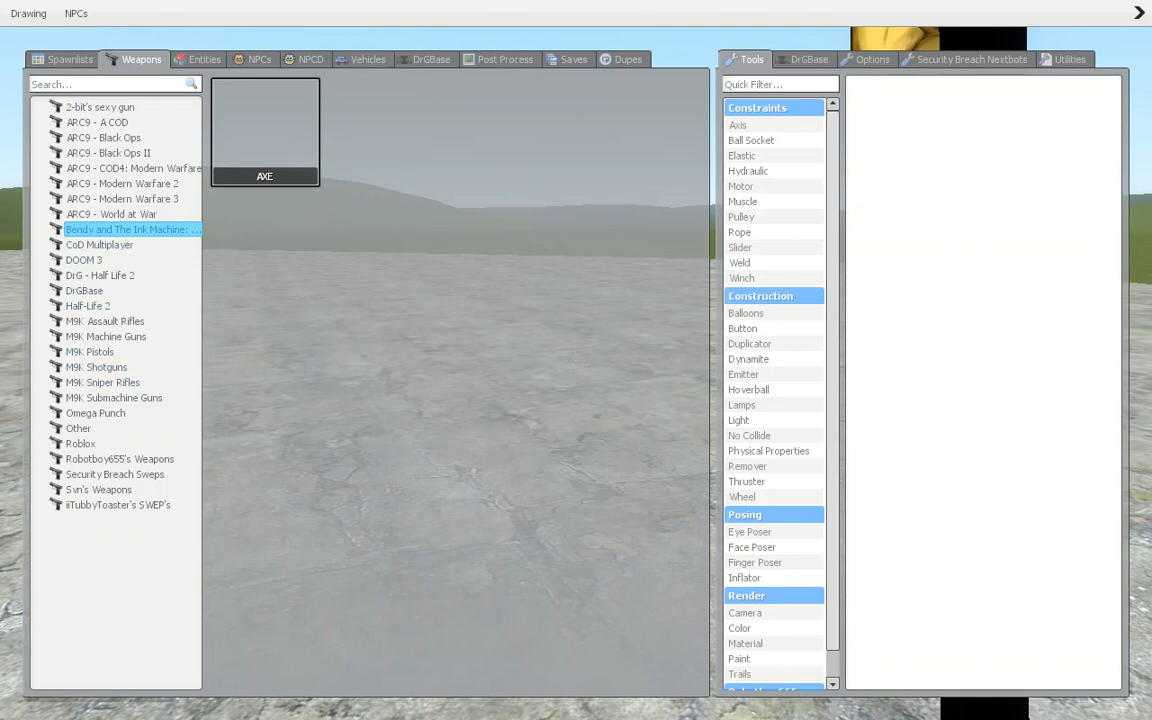 Drawing NPCs
Spawnlists Weapons Entities NPCs NPCD Vehicles DrGBase Post Process Saves Dupes
Search...
2-bit's sexy gun
ARC9 - A COD
ARC9 - Black Ops
ARC9 - Black Ops II
ARC9 - COD4: Modern Warfare
ARC9 - Modern Warfare 2
ARC9 - Modern Warfare 3
ARC9 - World at War
Bendy and The Ink Machine: ...
CoD Multiplayer
DOOM 3
DrG - Half Life 2
DrGBase
Half-Life 2
M9K Assault Rifles
M9K Machine Guns
M9K Pistols
M9K Shotguns
M9K Sniper Rifles
M9K Submachine Guns
Omega Punch
Other
Roblox
Robotboy655's Weapons
Security Breach Sweps
Svn's Weapons
iiTubbyToaster's SWEP's
AXE
Tools DrGBase Options Security Breach Nextbots Utilities
Quick Filter...
Constraints
Axis
Ball Socket
Elastic
Hydraulic
Motor
Muscle
Pulley
Rope
Slider
Weld
Winch
Construction
Balloons
Button
Duplicator
Dynamite
Emitter
Hoverball
Lamps
Light
No Collide
Physical Properties
Remover
Thruster
Wheel
Posing
Eye Poser
Face Poser
Finger Poser
Inflator
Render
Camera
Color
Material
Paint
Trails